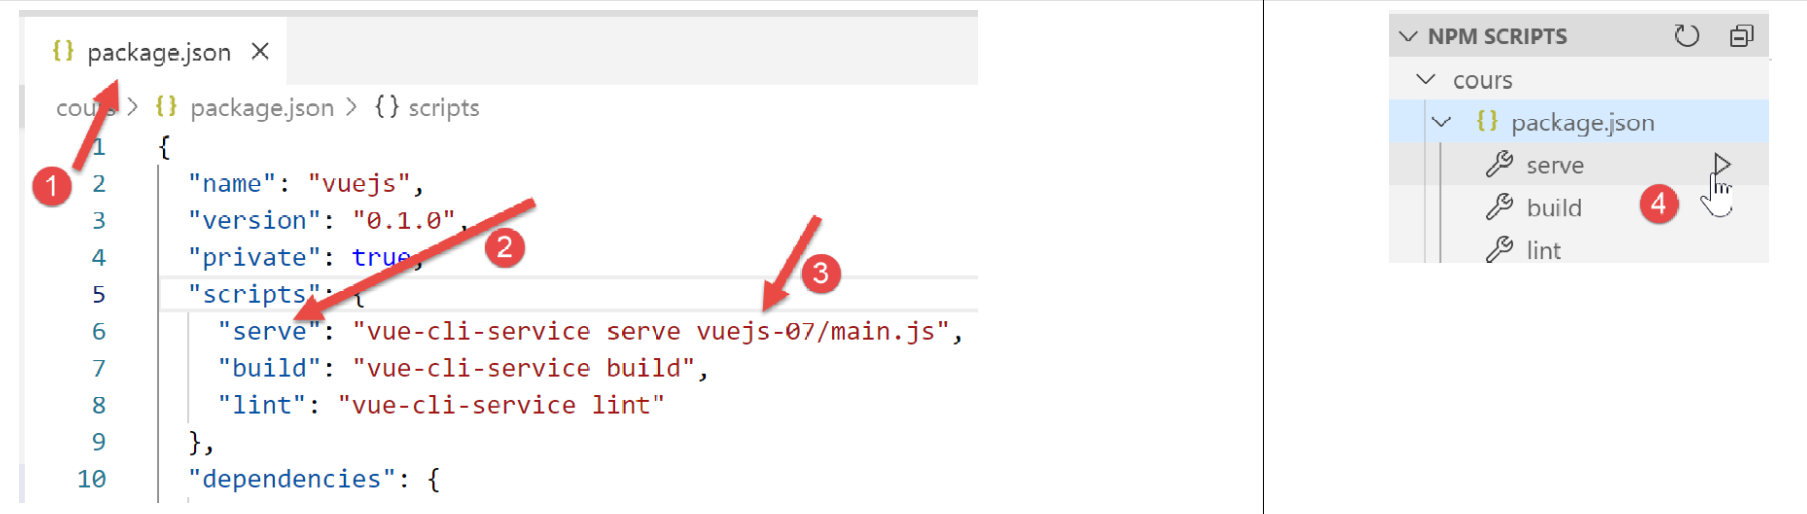 package.json
cours > {} package.json > {} scripts
1 {
2 "name": "vuejs",
3 "version": "0.1.0",
4 "private": true,
5 "scripts": {
6 "serve": "vue-cli-service serve vuejs-07/main.js",
7 "build": "vue-cli-service build",
8 "lint": "vue-cli-service lint"
9 },
10 "dependencies": {
1
2
3
NPM SCRIPTS
cours
{} package.json
serve
build
lint
4